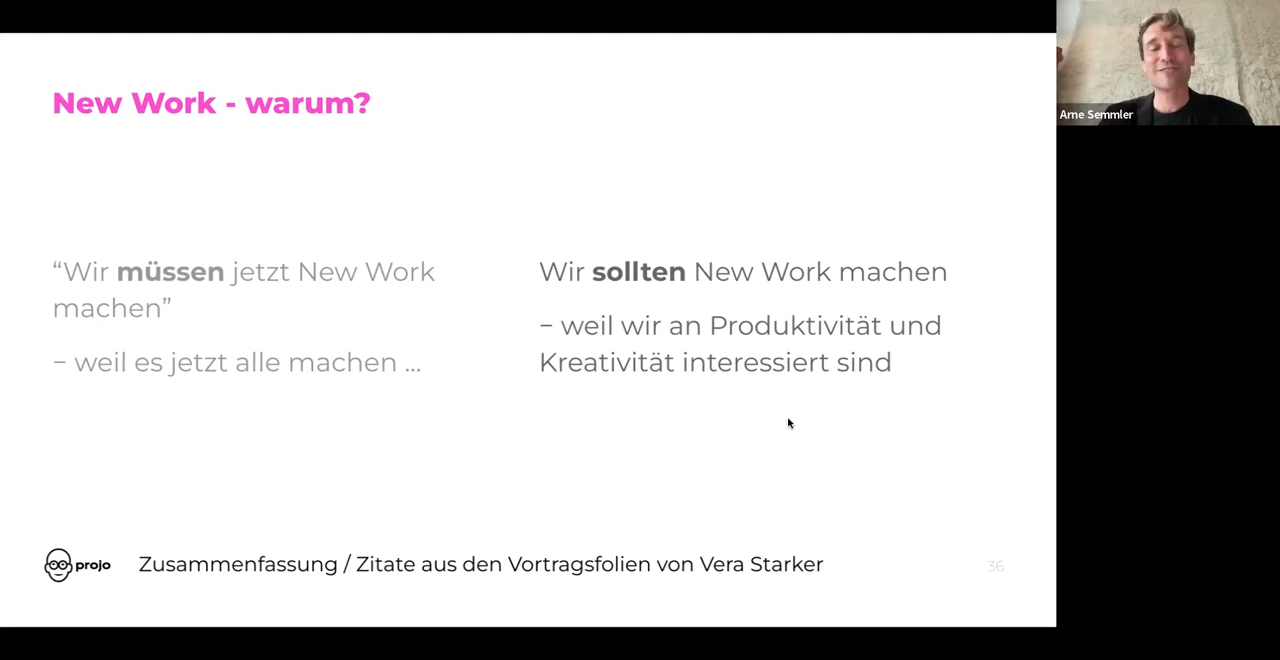 New Work - warum?
“Wir müssen jetzt New Work
machen”
– weil es jetzt alle machen ...
Wir sollten New Work machen
– weil wir an Produktivität und
Kreativität interessiert sind
projo
Zusammenfassung / Zitate aus den Vortragsfolien von Vera Starker
36
Arne Semmler